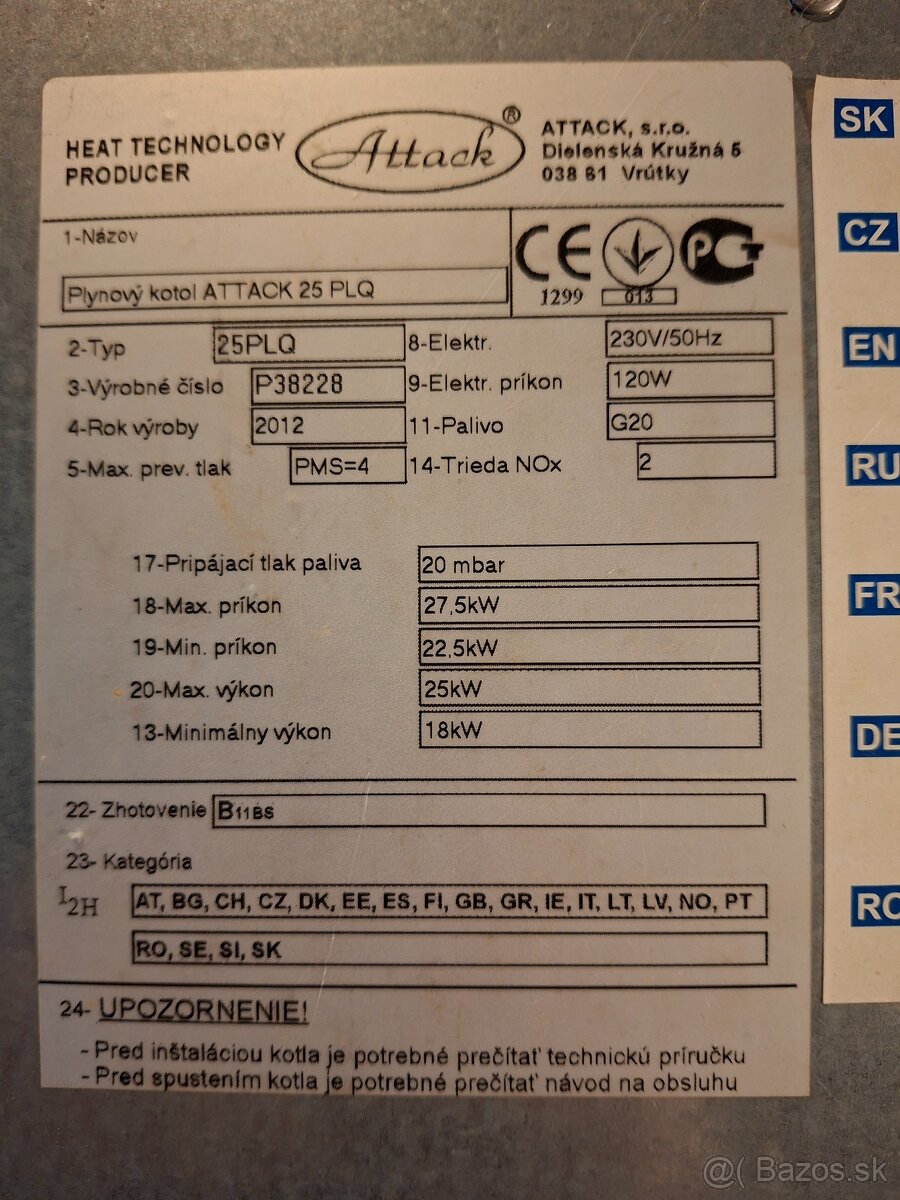 HEAT TECHNOLOGY PRODUCER
Attack ®
ATTACK, s.r.o.
Dielenská Kružná 5
038 61 Vrútky
1-Názov
Plynový kotol ATTACK 25 PLQ
CE
1299
013
PCT
2-Typ 25PLQ 8-Elektr. 230V/50Hz
3-Výrobné číslo P38228 9-Elektr. príkon 120W
4-Rok výroby 2012 11-Palivo G20
5-Max. prev. tlak PMS=4 14-Trieda NOx 2
17-Pripájací tlak paliva 20 mbar
18-Max. príkon 27,5kW
19-Min. príkon 22,5kW
20-Max. výkon 25kW
13-Minimálny výkon 18kW
22- Zhotovenie B11BS
23- Kategória
I2H AT, BG, CH, CZ, DK, EE, ES, FI, GB, GR, IE, IT, LT, LV, NO, PT
RO, SE, SI, SK
24- UPOZORNENIE!
- Pred inštaláciou kotla je potrebné prečítať technickú príručku
- Pred spustením kotla je potrebné prečítať návod na obsluhu
SK
CZ
EN
RU
FR
DE
RO
@( Bazos.sk